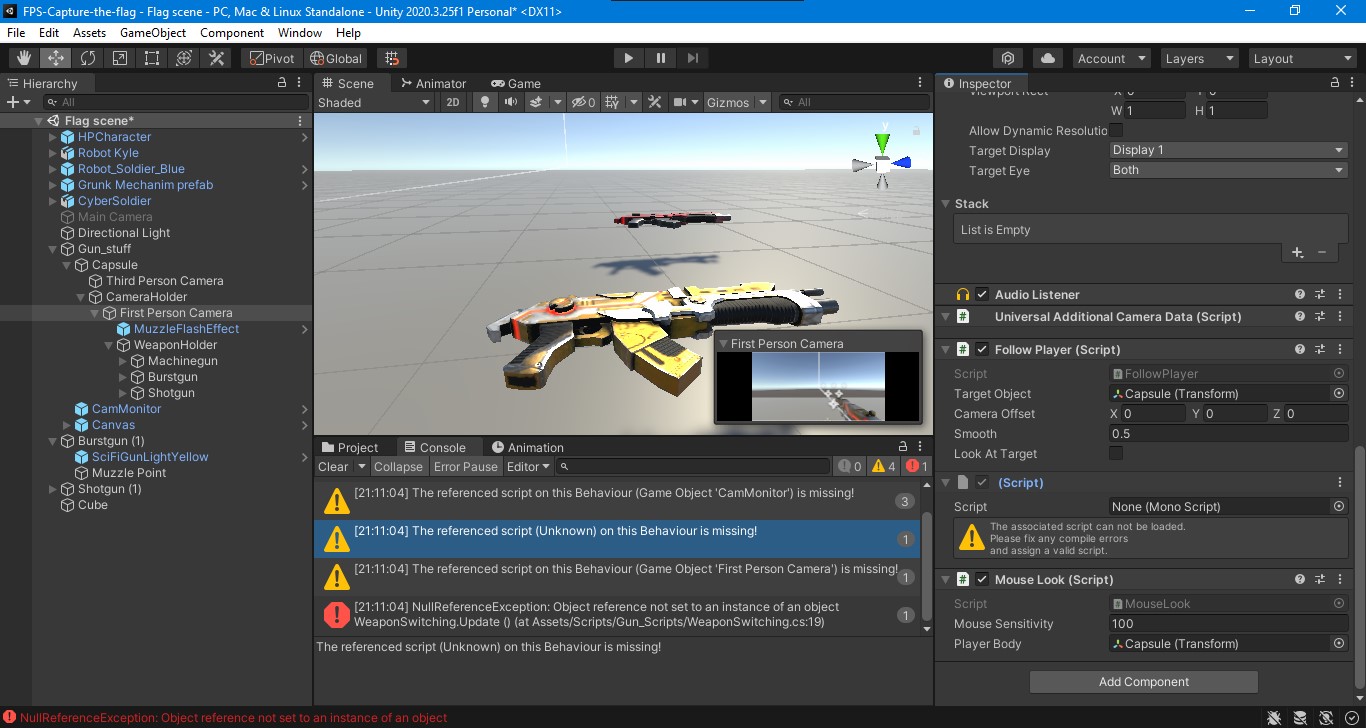 FPS-Capture-the-flag - Flag scene - PC, Mac & Linux Standalone - Unity 2020.3.25f1 Personal* <DX11>
File Edit Assets GameObject Component Window Help
Pivot Global Account Layers Layout
Hierarchy
All
Flag scene*
HPCharacter
Robot Kyle
Robot_Soldier_Blue
Grunk Mechanim prefab
CyberSoldier
Main Camera
Directional Light
Gun_stuff
Capsule
Third Person Camera
CameraHolder
First Person Camera
MuzzleFlashEffect
WeaponHolder
Machinegun
Burstgun
Shotgun
CamMonitor
Canvas
Burstgun (1)
SciFiGunLightYellow
Muzzle Point
Shotgun (1)
Cube
Scene Animator Game
Shaded 2D 0 Gizmos All
y
First Person Camera
Project Console Animation
Clear Collapse Error Pause Editor 0 4 1
[21:11:04] The referenced script on this Behaviour (Game Object 'CamMonitor') is missing! 3
[21:11:04] The referenced script (Unknown) on this Behaviour is missing! 1
[21:11:04] The referenced script on this Behaviour (Game Object 'First Person Camera') is missing! 1
[21:11:04] NullReferenceException: Object reference not set to an instance of an object
WeaponSwitching.Update () (at Assets/Scripts/Gun_Scripts/WeaponSwitching.cs:19) 1
The referenced script (Unknown) on this Behaviour is missing!
Inspector
Viewport Rect X 0 Y 0
W 1 H 1
Allow Dynamic Resolutio
Target Display Display 1
Target Eye Both
Stack
List is Empty
+ −
Audio Listener
Universal Additional Camera Data (Script)
Follow Player (Script)
Script FollowPlayer
Target Object Capsule (Transform)
Camera Offset X 0 Y 0 Z 0
Smooth 0.5
Look At Target
(Script)
Script None (Mono Script)
The associated script can not be loaded.
Please fix any compile errors
and assign a valid script.
Mouse Look (Script)
Script MouseLook
Mouse Sensitivity 100
Player Body Capsule (Transform)
Add Component
NullReferenceException: Object reference not set to an instance of an object